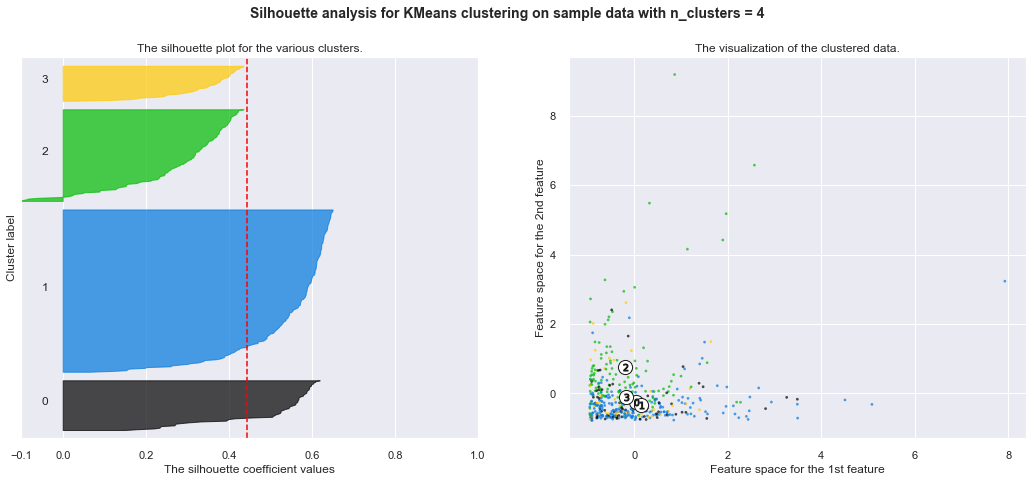 Silhouette analysis for KMeans clustering on sample data with n_clusters = 4
The silhouette plot for the various clusters.
3
2
1
0
Cluster label
−0.1 0.0 0.2 0.4 0.6 0.8 1.0
The silhouette coefficient values
The visualization of the clustered data.
8
6
4
2
0
Feature space for the 2nd feature
2
3
0
1
0 2 4 6 8
Feature space for the 1st feature